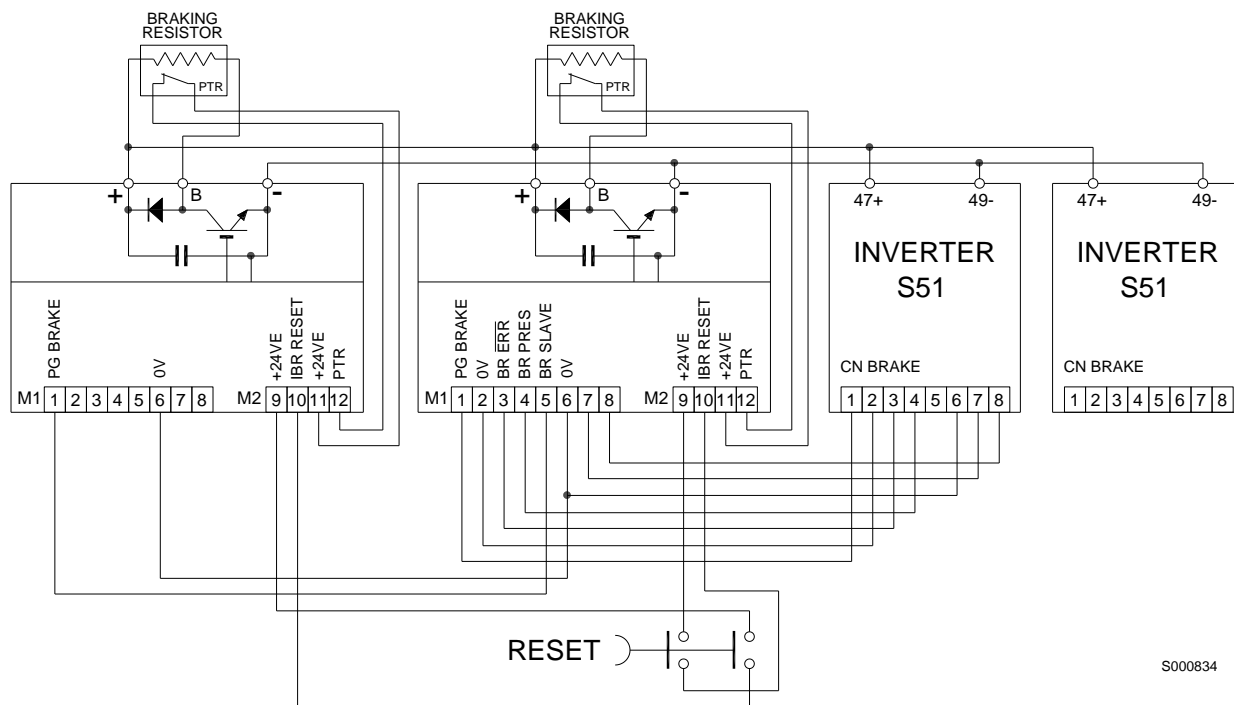 BRAKING
RESISTOR
PTR
BRAKING
RESISTOR
PTR
+ B -
+ B -
47+ 49-
47+ 49-
INVERTER
S51
INVERTER
S51
PG BRAKE
0V
+24VE
IBR RESET
+24VE
PTR
PG BRAKE
0V
BR ERR
BR PRES
BR SLAVE
0V
+24VE
IBR RESET
+24VE
PTR
CN BRAKE
CN BRAKE
M1 1 2 3 4 5 6 7 8 M2 9 10 11 12
M1 1 2 3 4 5 6 7 8 M2 9 10 11 12
1 2 3 4 5 6 7 8
1 2 3 4 5 6 7 8
RESET
S000834